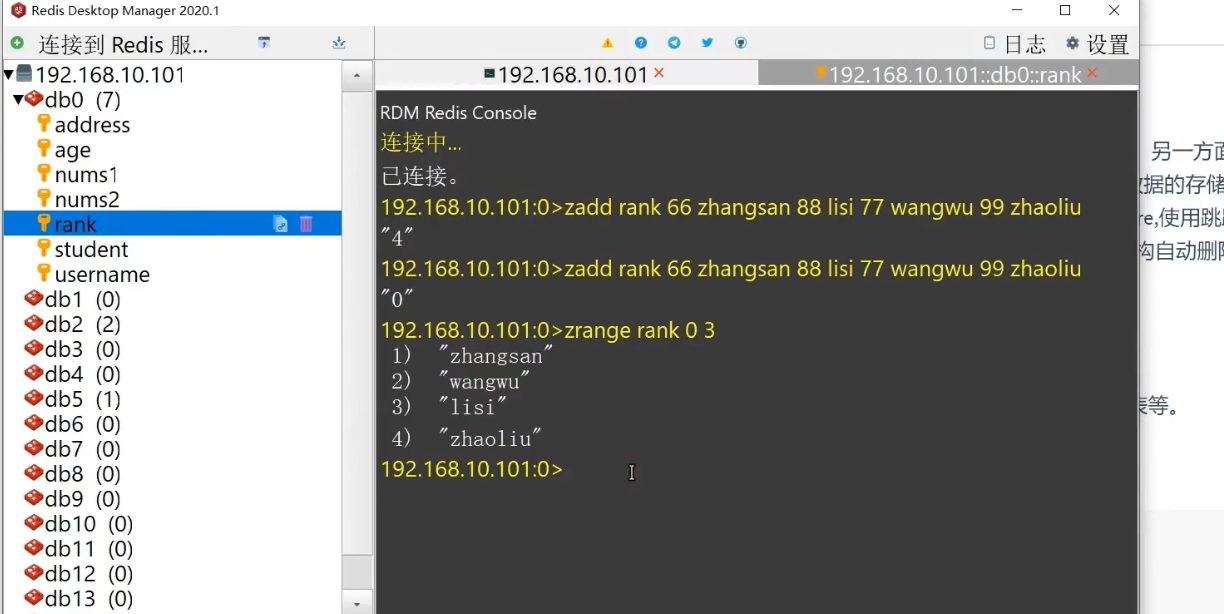 Redis Desktop Manager 2020.1
连接到 Redis 服...
日志
设置
192.168.10.101
192.168.10.101::db0::rank
192.168.10.101
db0 (7)
address
age
nums1
nums2
rank
student
username
db1 (0)
db2 (2)
db3 (0)
db4 (0)
db5 (1)
db6 (0)
db7 (0)
db8 (0)
db9 (0)
db10 (0)
db11 (0)
db12 (0)
db13 (0)
RDM Redis Console
连接中...
已连接。
192.168.10.101:0>zadd rank 66 zhangsan 88 lisi 77 wangwu 99 zhaoliu
"4"
192.168.10.101:0>zadd rank 66 zhangsan 88 lisi 77 wangwu 99 zhaoliu
"0"
192.168.10.101:0>zrange rank 0 3
1) "zhangsan"
2) "wangwu"
3) "lisi"
4) "zhaoliu"
192.168.10.101:0>
另一方面
据的存储
re,使用跳
构自动删除
表等。